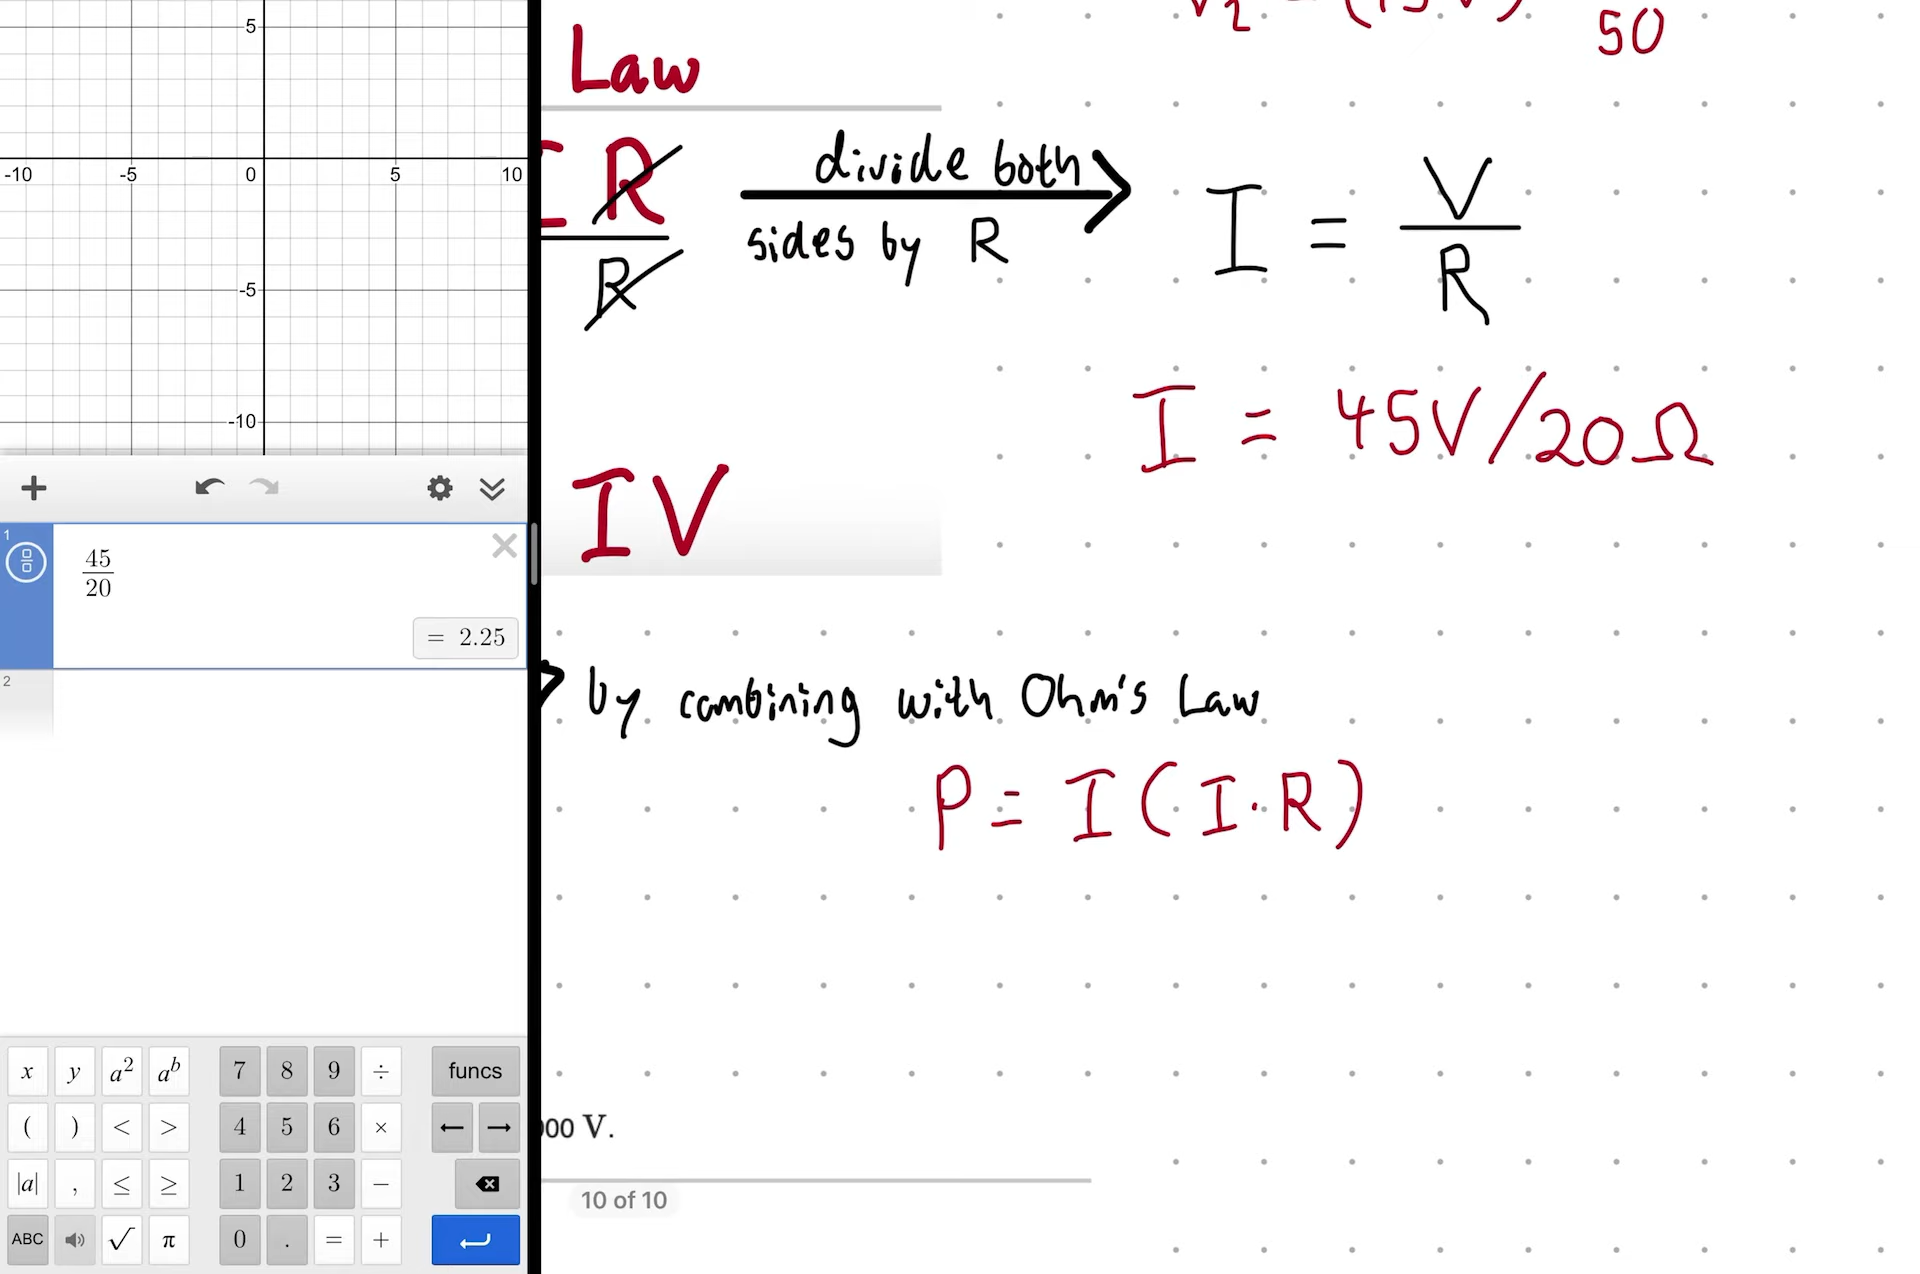 5
-10 -5 0 5 10
-5
-10
1
45
20
= 2.25
2
x y a² aᵇ 7 8 9 ÷ funcs
( ) < > 4 5 6 × ← →
|a| , ≤ ≥ 1 2 3 −
ABC √ π 0 . = +
50
Law
R
R
divide both
sides by R
I = V
R
I = 45V/20Ω
IV
by combining with Ohm's Law
P = I (I·R)
00 V.
10 of 10